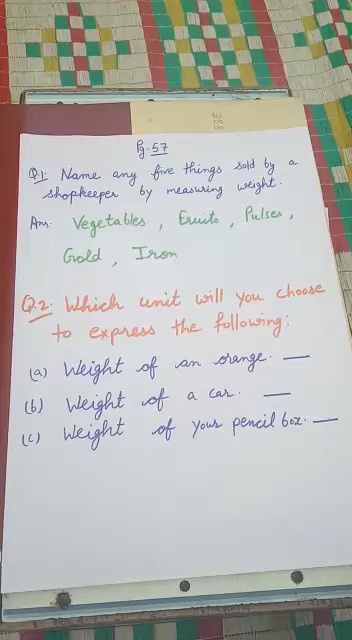 Pg. 57
Q.1. Name any five things sold by a
shopkeeper by measuring weight.
Ans. Vegetables, Fruits, Pulses,
Gold, Iron
Q.2. Which unit will you choose
to express the following:
(a) Weight of an orange. —
(b) Weight of a car. —
(c) Weight of your pencil box. —